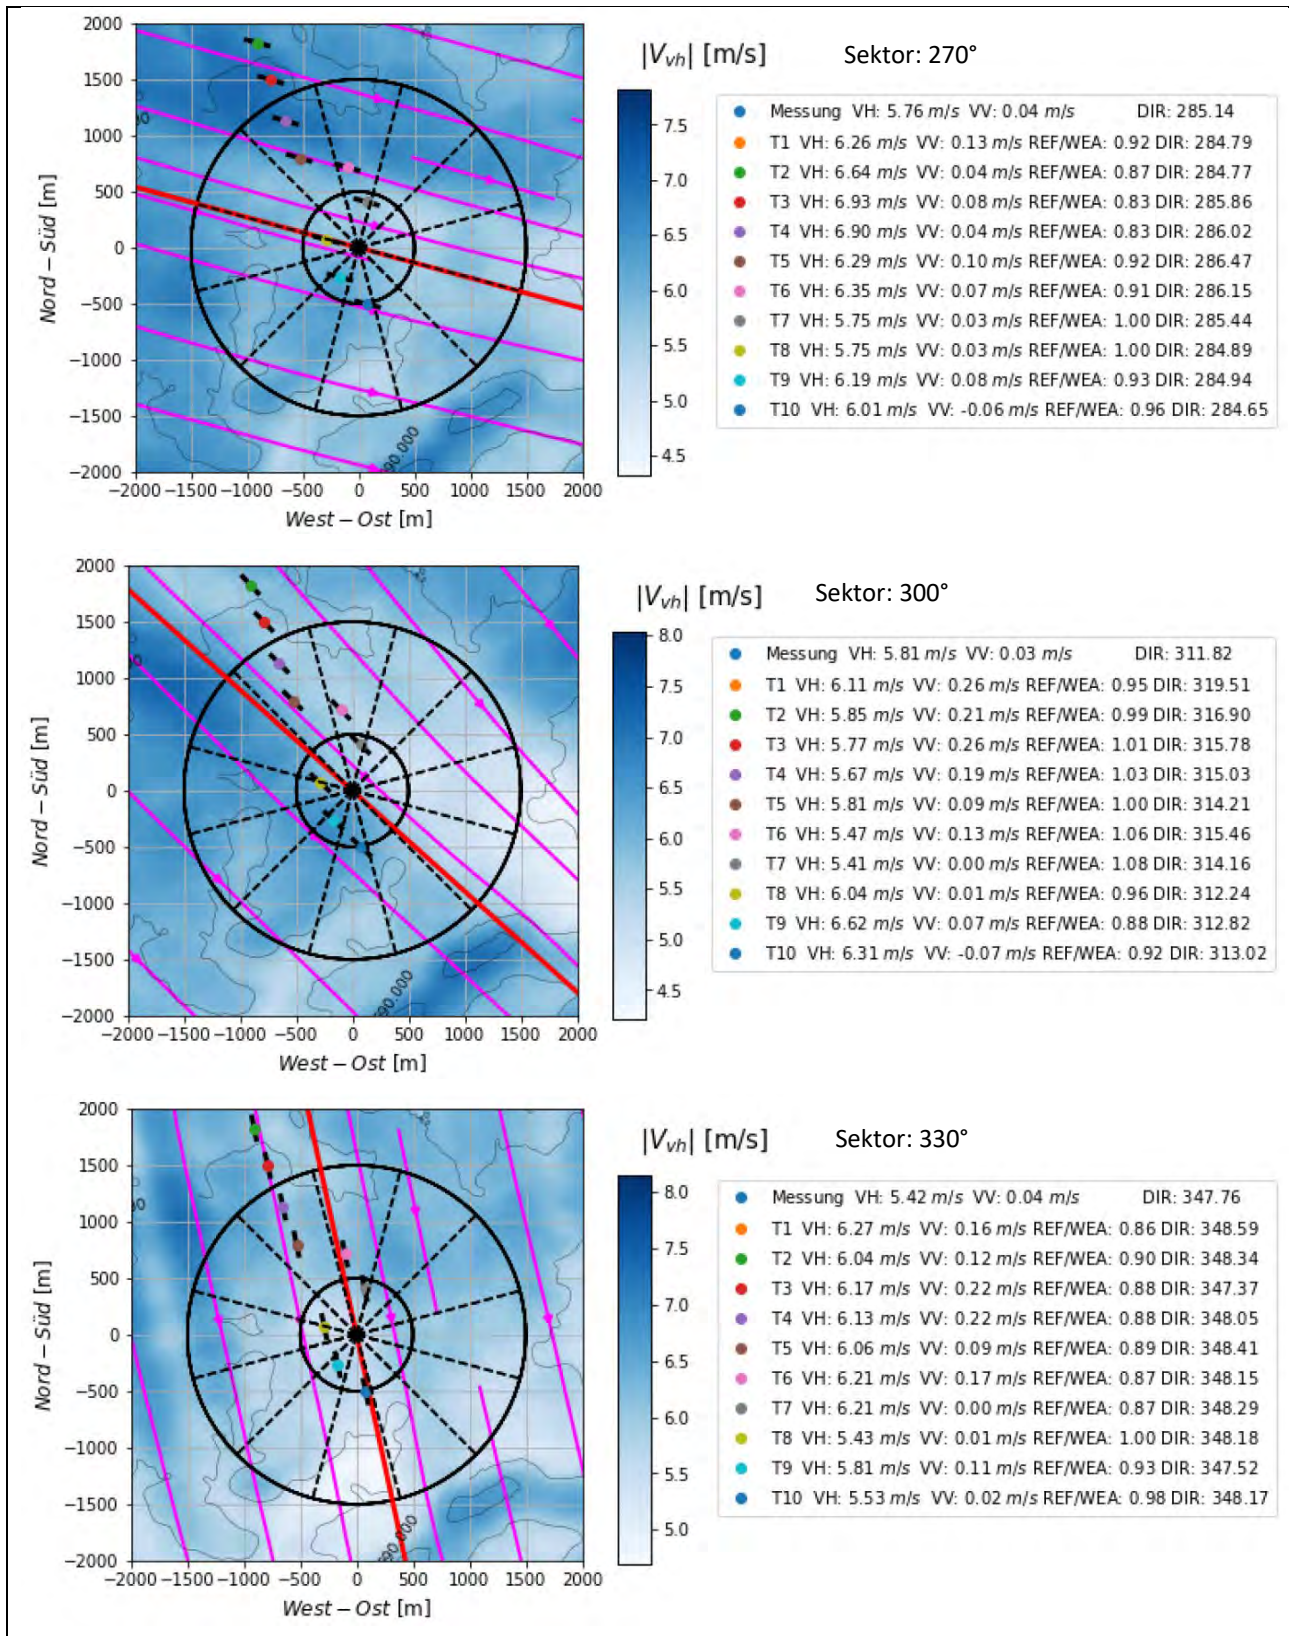 |V_vh| [m/s] Sektor: 270°
2000
1500
1000
500
0
−500
−1000
−1500
−2000
Nord − Süd [m]
−2000 −1500 −1000 −500 0 500 1000 1500 2000
West − Ost [m]
90.000
7.5
7.0
6.5
6.0
5.5
5.0
4.5
Messung VH: 5.76 m/s VV: 0.04 m/s DIR: 285.14
T1 VH: 6.26 m/s VV: 0.13 m/s REF/WEA: 0.92 DIR: 284.79
T2 VH: 6.64 m/s VV: 0.04 m/s REF/WEA: 0.87 DIR: 284.77
T3 VH: 6.93 m/s VV: 0.08 m/s REF/WEA: 0.83 DIR: 285.86
T4 VH: 6.90 m/s VV: 0.04 m/s REF/WEA: 0.83 DIR: 286.02
T5 VH: 6.29 m/s VV: 0.10 m/s REF/WEA: 0.92 DIR: 286.47
T6 VH: 6.35 m/s VV: 0.07 m/s REF/WEA: 0.91 DIR: 286.15
T7 VH: 5.75 m/s VV: 0.03 m/s REF/WEA: 1.00 DIR: 285.44
T8 VH: 5.75 m/s VV: 0.03 m/s REF/WEA: 1.00 DIR: 284.89
T9 VH: 6.19 m/s VV: 0.08 m/s REF/WEA: 0.93 DIR: 284.94
T10 VH: 6.01 m/s VV: -0.06 m/s REF/WEA: 0.96 DIR: 284.65
|V_vh| [m/s] Sektor: 300°
2000
1500
1000
500
0
−500
−1000
−1500
−2000
Nord − Süd [m]
−2000 −1500 −1000 −500 0 500 1000 1500 2000
West − Ost [m]
590.000
8.0
7.5
7.0
6.5
6.0
5.5
5.0
4.5
Messung VH: 5.81 m/s VV: 0.03 m/s DIR: 311.82
T1 VH: 6.11 m/s VV: 0.26 m/s REF/WEA: 0.95 DIR: 319.51
T2 VH: 5.85 m/s VV: 0.21 m/s REF/WEA: 0.99 DIR: 316.90
T3 VH: 5.77 m/s VV: 0.26 m/s REF/WEA: 1.01 DIR: 315.78
T4 VH: 5.67 m/s VV: 0.19 m/s REF/WEA: 1.03 DIR: 315.03
T5 VH: 5.81 m/s VV: 0.09 m/s REF/WEA: 1.00 DIR: 314.21
T6 VH: 5.47 m/s VV: 0.13 m/s REF/WEA: 1.06 DIR: 315.46
T7 VH: 5.41 m/s VV: 0.00 m/s REF/WEA: 1.08 DIR: 314.16
T8 VH: 6.04 m/s VV: 0.01 m/s REF/WEA: 0.96 DIR: 312.24
T9 VH: 6.62 m/s VV: 0.07 m/s REF/WEA: 0.88 DIR: 312.82
T10 VH: 6.31 m/s VV: -0.07 m/s REF/WEA: 0.92 DIR: 313.02
|V_vh| [m/s] Sektor: 330°
2000
1500
1000
500
0
−500
−1000
−1500
−2000
Nord − Süd [m]
−2000 −1500 −1000 −500 0 500 1000 1500 2000
West − Ost [m]
590.000
8.0
7.5
7.0
6.5
6.0
5.5
5.0
Messung VH: 5.42 m/s VV: 0.04 m/s DIR: 347.76
T1 VH: 6.27 m/s VV: 0.16 m/s REF/WEA: 0.86 DIR: 348.59
T2 VH: 6.04 m/s VV: 0.12 m/s REF/WEA: 0.90 DIR: 348.34
T3 VH: 6.17 m/s VV: 0.22 m/s REF/WEA: 0.88 DIR: 347.37
T4 VH: 6.13 m/s VV: 0.22 m/s REF/WEA: 0.88 DIR: 348.05
T5 VH: 6.06 m/s VV: 0.09 m/s REF/WEA: 0.89 DIR: 348.41
T6 VH: 6.21 m/s VV: 0.17 m/s REF/WEA: 0.87 DIR: 348.15
T7 VH: 6.21 m/s VV: 0.00 m/s REF/WEA: 0.87 DIR: 348.29
T8 VH: 5.43 m/s VV: 0.01 m/s REF/WEA: 1.00 DIR: 348.18
T9 VH: 5.81 m/s VV: 0.11 m/s REF/WEA: 0.93 DIR: 347.52
T10 VH: 5.53 m/s VV: 0.02 m/s REF/WEA: 0.98 DIR: 348.17